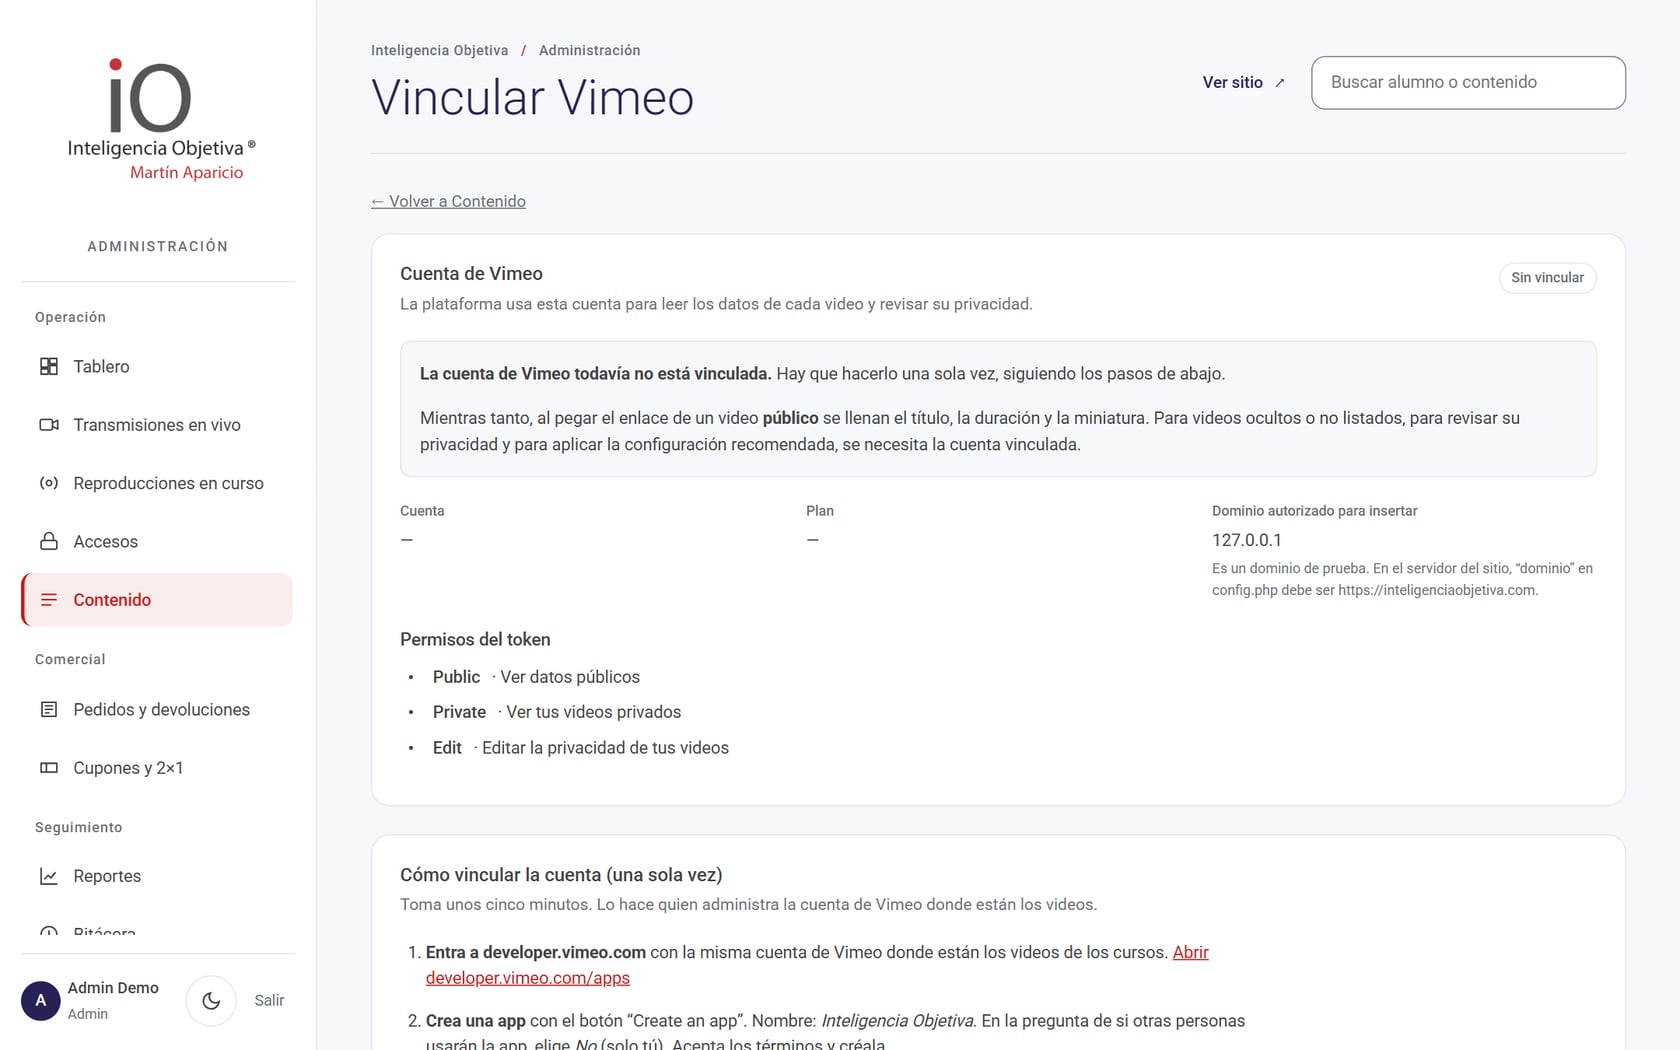 iO
Inteligencia Objetiva ®
Martín Aparicio
ADMINISTRACIÓN
Operación
Tablero
Transmisiones en vivo
Reproducciones en curso
Accesos
Contenido
Comercial
Pedidos y devoluciones
Cupones y 2×1
Seguimiento
Reportes
Bitácora
A
Admin Demo
Admin
Salir
Inteligencia Objetiva / Administración
Vincular Vimeo
Ver sitio ↗
Buscar alumno o contenido
← Volver a Contenido
Cuenta de Vimeo
Sin vincular
La plataforma usa esta cuenta para leer los datos de cada video y revisar su privacidad.
La cuenta de Vimeo todavía no está vinculada. Hay que hacerlo una sola vez, siguiendo los pasos de abajo.
Mientras tanto, al pegar el enlace de un video público se llenan el título, la duración y la miniatura. Para videos ocultos o no listados, para revisar su
privacidad y para aplicar la configuración recomendada, se necesita la cuenta vinculada.
Cuenta
—
Plan
—
Dominio autorizado para insertar
127.0.0.1
Es un dominio de prueba. En el servidor del sitio, “dominio” en
config.php debe ser https://inteligenciaobjetiva.com.
Permisos del token
• Public · Ver datos públicos
• Private · Ver tus videos privados
• Edit · Editar la privacidad de tus videos
Cómo vincular la cuenta (una sola vez)
Toma unos cinco minutos. Lo hace quien administra la cuenta de Vimeo donde están los videos.
1. Entra a developer.vimeo.com con la misma cuenta de Vimeo donde están los videos de los cursos. Abrir
developer.vimeo.com/apps
2. Crea una app con el botón “Create an app”. Nombre: Inteligencia Objetiva. En la pregunta de si otras personas
usarán la app, elige No (solo tú). Acepta los términos y créala.